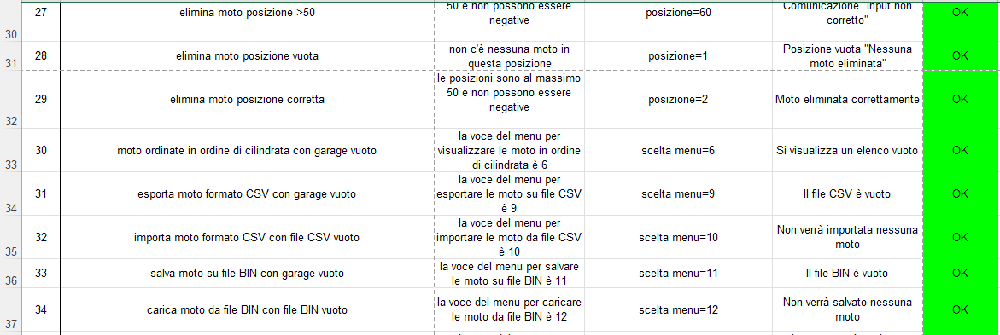 27
elimina moto posizione >50
50 e non possono essere
negative
posizione=60
Comunicazione "Input non
corretto"
OK
30
28
elimina moto posizione vuota
non c'è nessuna moto in
questa posizione
posizione=1
Posizione vuota "Nessuna
moto eliminata"
OK
31
29
elimina moto posizione corretta
le posizioni sono al massimo
50 e non possono essere
negative
posizione=2
Moto eliminata correttamente
OK
32
30
moto ordinate in ordine di cilindrata con garage vuoto
la voce del menu per
visualizzare le moto in ordine
di cilindrata è 6
scelta menu=6
Si visualizza un elenco vuoto
OK
33
31
esporta moto formato CSV con garage vuoto
la voce del menu per
esportare le moto su file CSV
è 9
scelta menu=9
Il file CSV è vuoto
OK
34
32
importa moto formato CSV con file CSV vuoto
la voce del menu per
importare le moto da file CSV
è 10
scelta menu=10
Non verrà importata nessuna
moto
OK
35
33
salva moto su file BIN con garage vuoto
la voce del menu per salvare
le moto su file BIN è 11
scelta menu=11
Il file BIN è vuoto
OK
36
34
carica moto da file BIN con file BIN vuoto
la voce del menu per caricare
le moto da file BIN è 12
scelta menu=12
Non verrà salvato nessuna
moto
OK
37